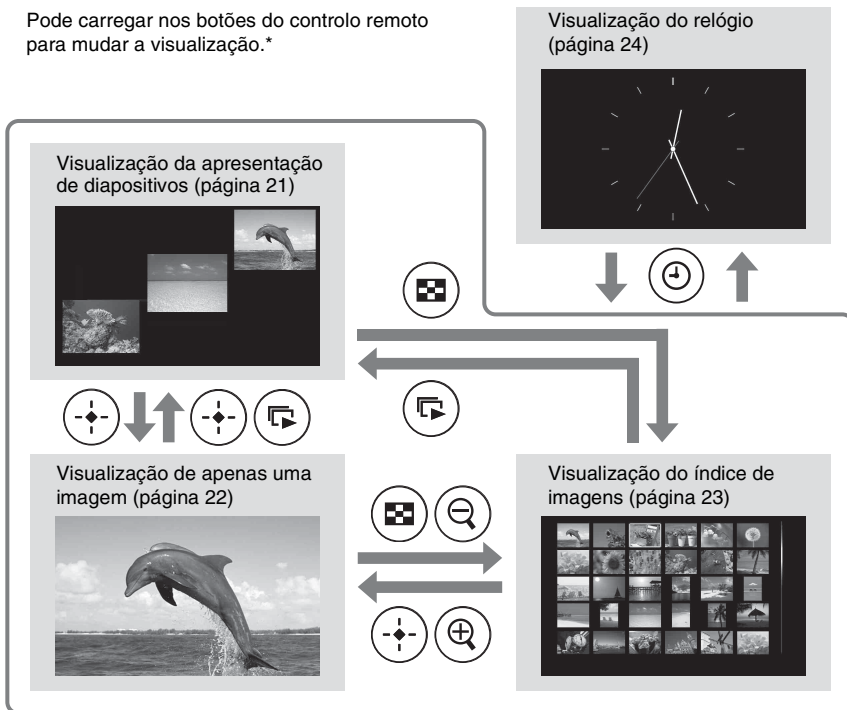 Pode carregar nos botões do controlo remoto
para mudar a visualização.*
Visualização do relógio
(página 24)
Visualização da apresentação
de diapositivos (página 21)
Visualização de apenas uma
imagem (página 22)
Visualização do índice de
imagens (página 23)